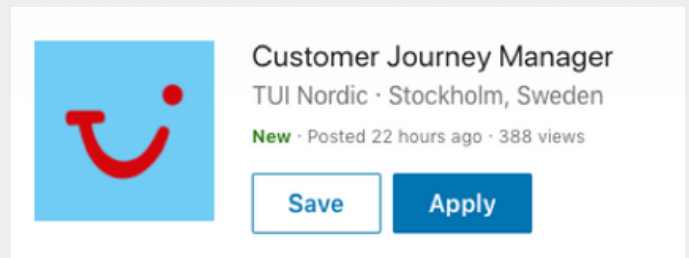 Customer Journey Manager
TUI Nordic · Stockholm, Sweden
New · Posted 22 hours ago · 388 views
Save Apply